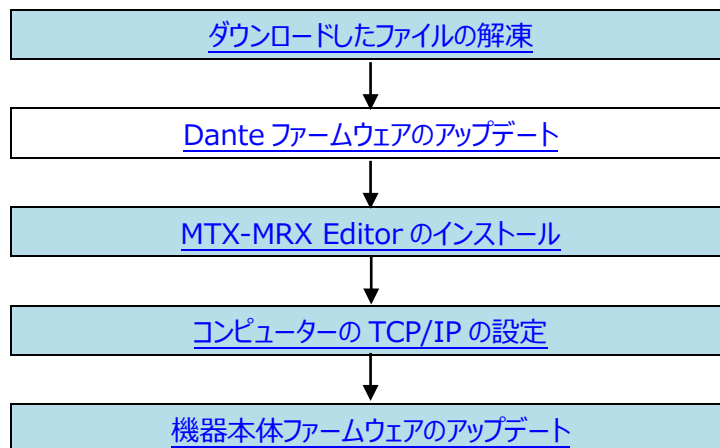 ダウンロードしたファイルの解凍
Dante ファームウェアのアップデート
MTX-MRX Editor のインストール
コンピューターの TCP/IP の設定
機器本体ファームウェアのアップデート